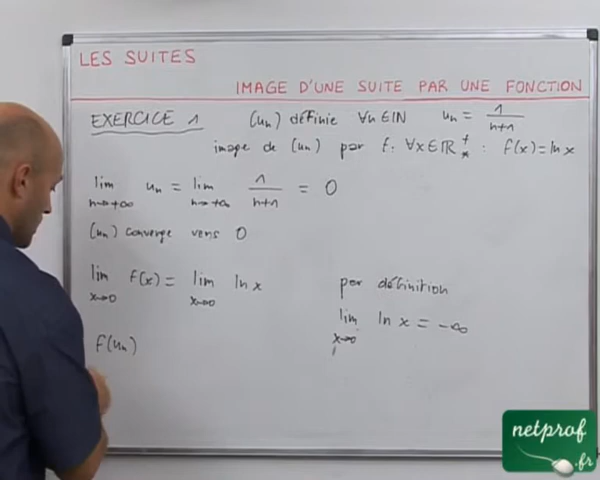 LES SUITES
IMAGE D'UNE SUITE PAR UNE FONCTION
EXERCICE 1 (un) définie ∀n∈IN un = 1/(n+1)
image de (un) par f: ∀x∈IR+* : f(x)=ln x
lim n→+∞ un = lim n→+∞ 1/(n+1) = 0
(un) converge vers 0
lim x→0 f(x) = lim x→0 ln x par définition
lim x→0 ln x = -∞
f(un)
netprof
.fr